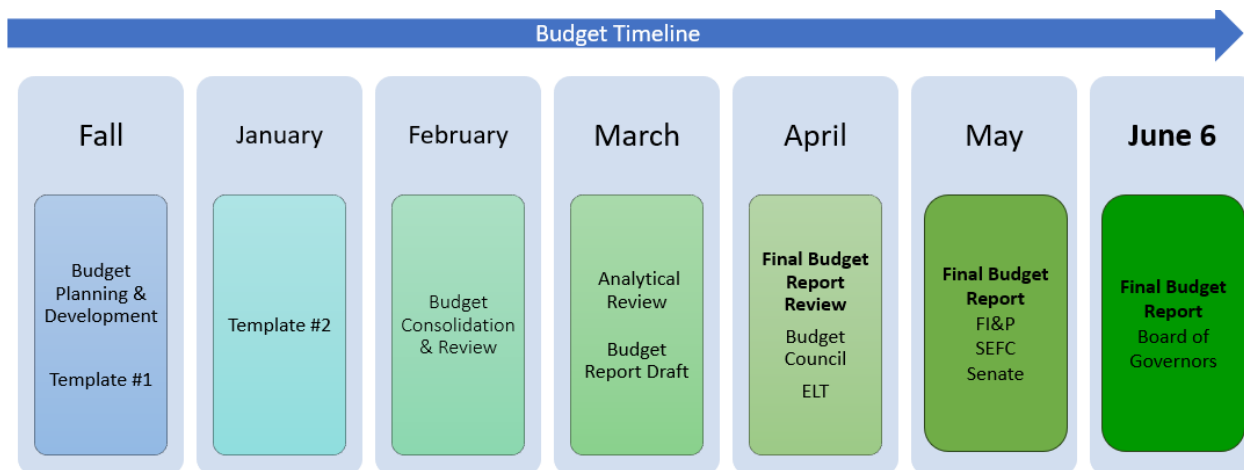 Budget Timeline
Fall
Budget
Planning &
Development
Template #1
January
Template #2
February
Budget
Consolidation
& Review
March
Analytical
Review
Budget
Report Draft
April
Final Budget
Report
Review
Budget
Council
ELT
May
Final Budget
Report
FI&P
SEFC
Senate
June 6
Final Budget
Report
Board of
Governors